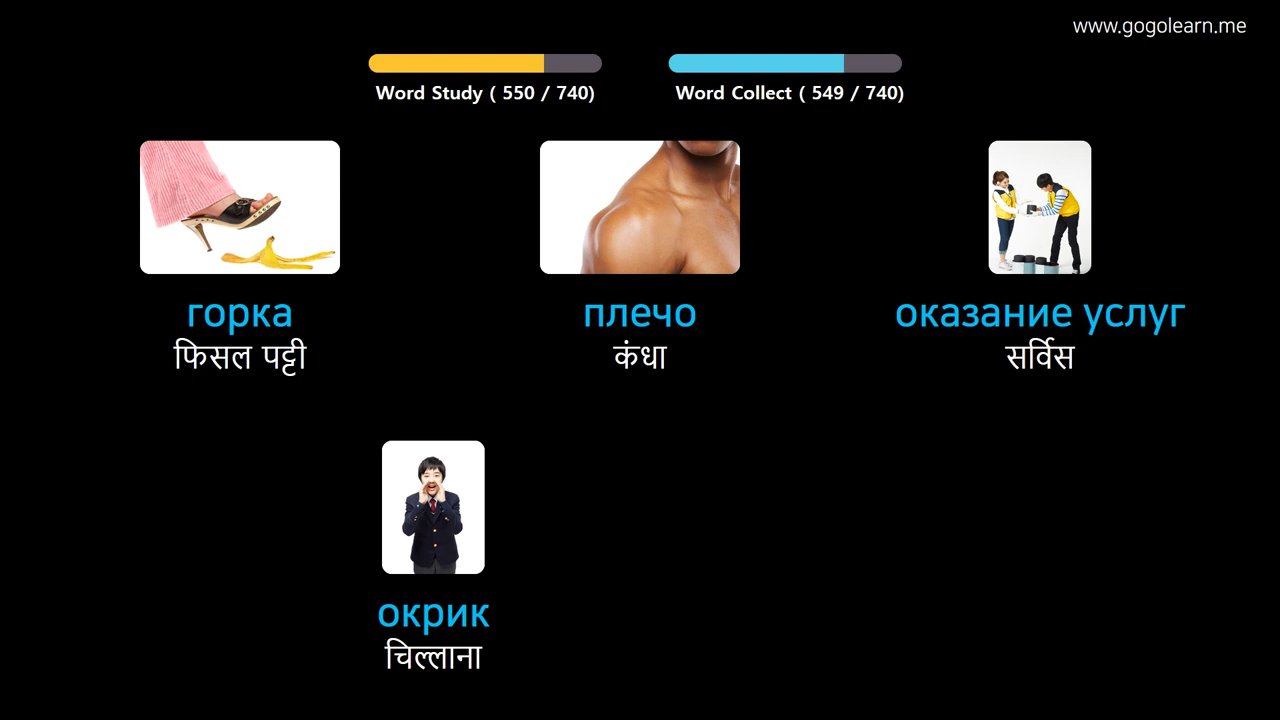 www.gogolearn.me
Word Study ( 550 / 740)
Word Collect ( 549 / 740)
горка
फिसल पट्टी
плечо
कंधा
оказание услуг
सर्विस
окрик
चिल्लाना